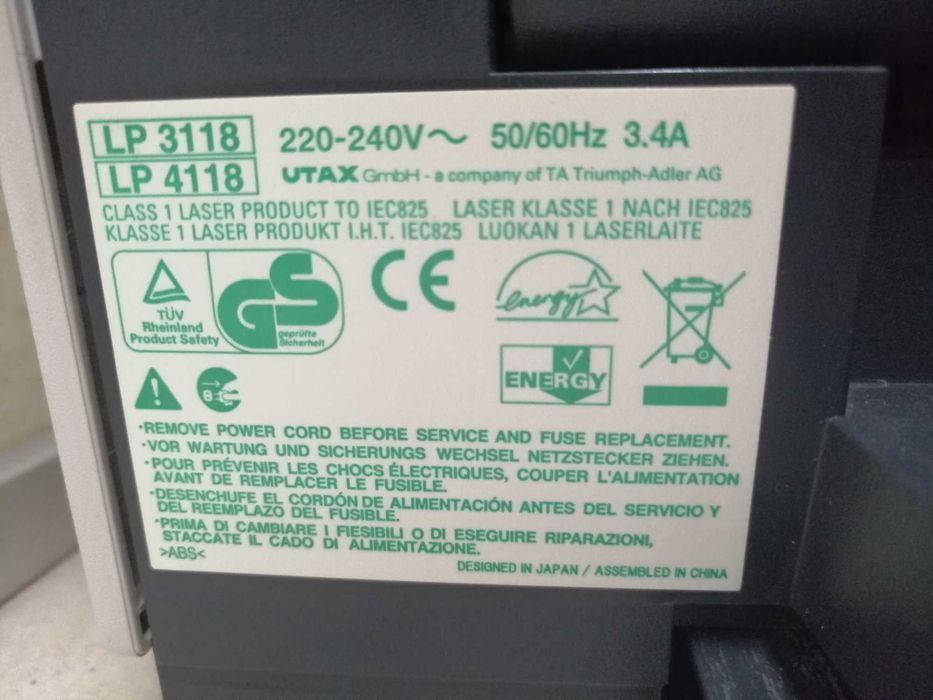 LP 3118 220-240V~ 50/60Hz 3.4A
LP 4118 UTAX GmbH - a company of TA Triumph-Adler AG
CLASS 1 LASER PRODUCT TO IEC825 LASER KLASSE 1 NACH IEC825
KLASSE 1 LASER PRODUKT I.H.T. IEC825 LUOKAN 1 LASERLAITE
TÜV
Rheinland
Product Safety
GS
geprüfte
Sicherheit
CE
energy
ENERGY
8
·REMOVE POWER CORD BEFORE SERVICE AND FUSE REPLACEMENT.
·VOR WARTUNG UND SICHERUNGS WECHSEL NETZSTECKER ZIEHEN.
·POUR PRÉVENIR LES CHOCS ÉLECTRIQUES, COUPER L'ALIMENTATION
AVANT DE REMPLACER LE FUSIBLE.
·DESENCHUFE EL CORDÓN DE ALIMENTACIÓN ANTES DEL SERVICIO Y
DEL REEMPLAZO DEL FUSIBLE.
·PRIMA DI CAMBIARE I FIESIBILI O DI ESEGUIRE RIPARAZIONI,
STACCATE IL CADO DI ALIMENTAZIONE.
>ABS<
DESIGNED IN JAPAN / ASSEMBLED IN CHINA